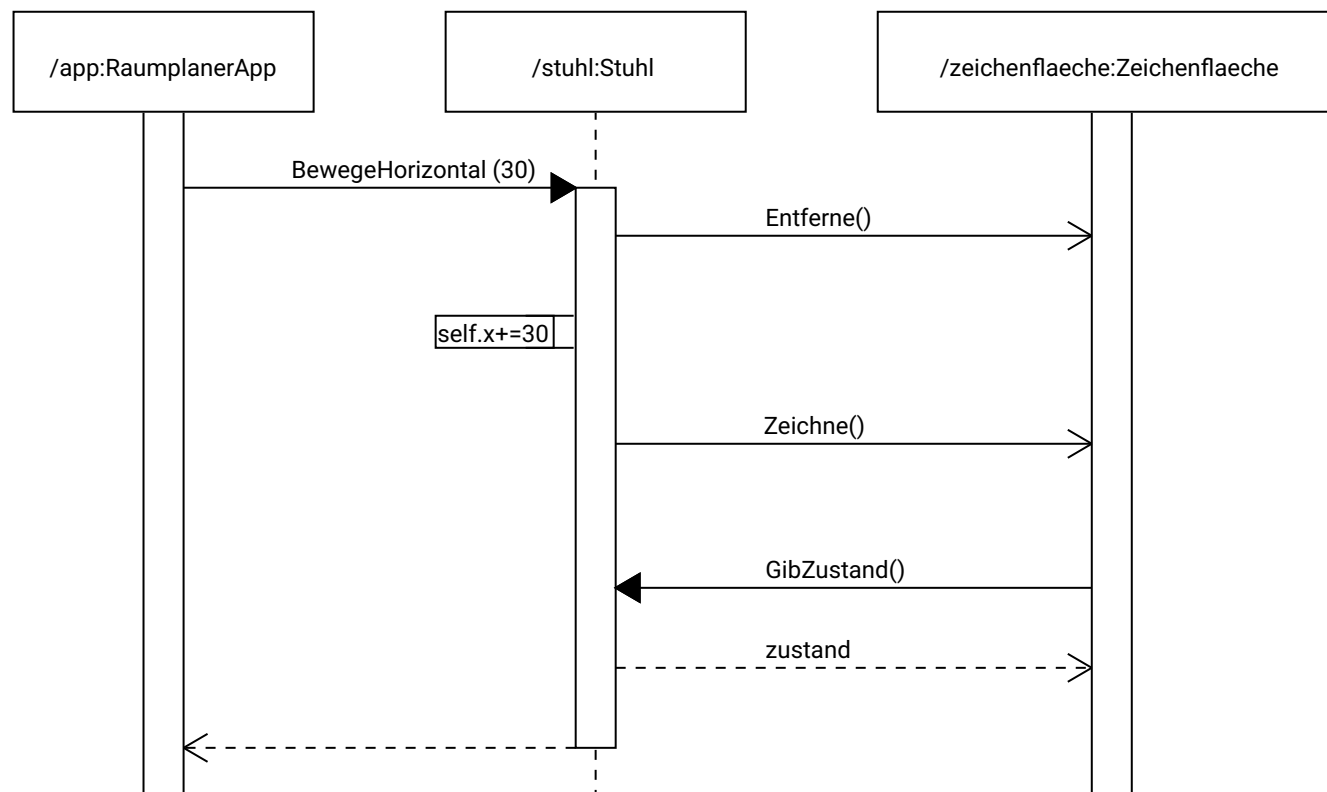 /app:RaumplanerApp
/stuhl:Stuhl
/zeichenflaeche:Zeichenflaeche
BewegeHorizontal (30)
Entferne()
self.x+=30
Zeichne()
GibZustand()
zustand